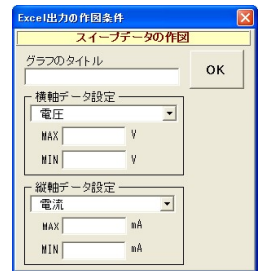 Excel出力の作図条件
スイープデータの作図
グラフのタイトル
OK
横軸データ設定
電圧
MAX V
MIN V
縦軸データ設定
電流
MAX mA
MIN mA